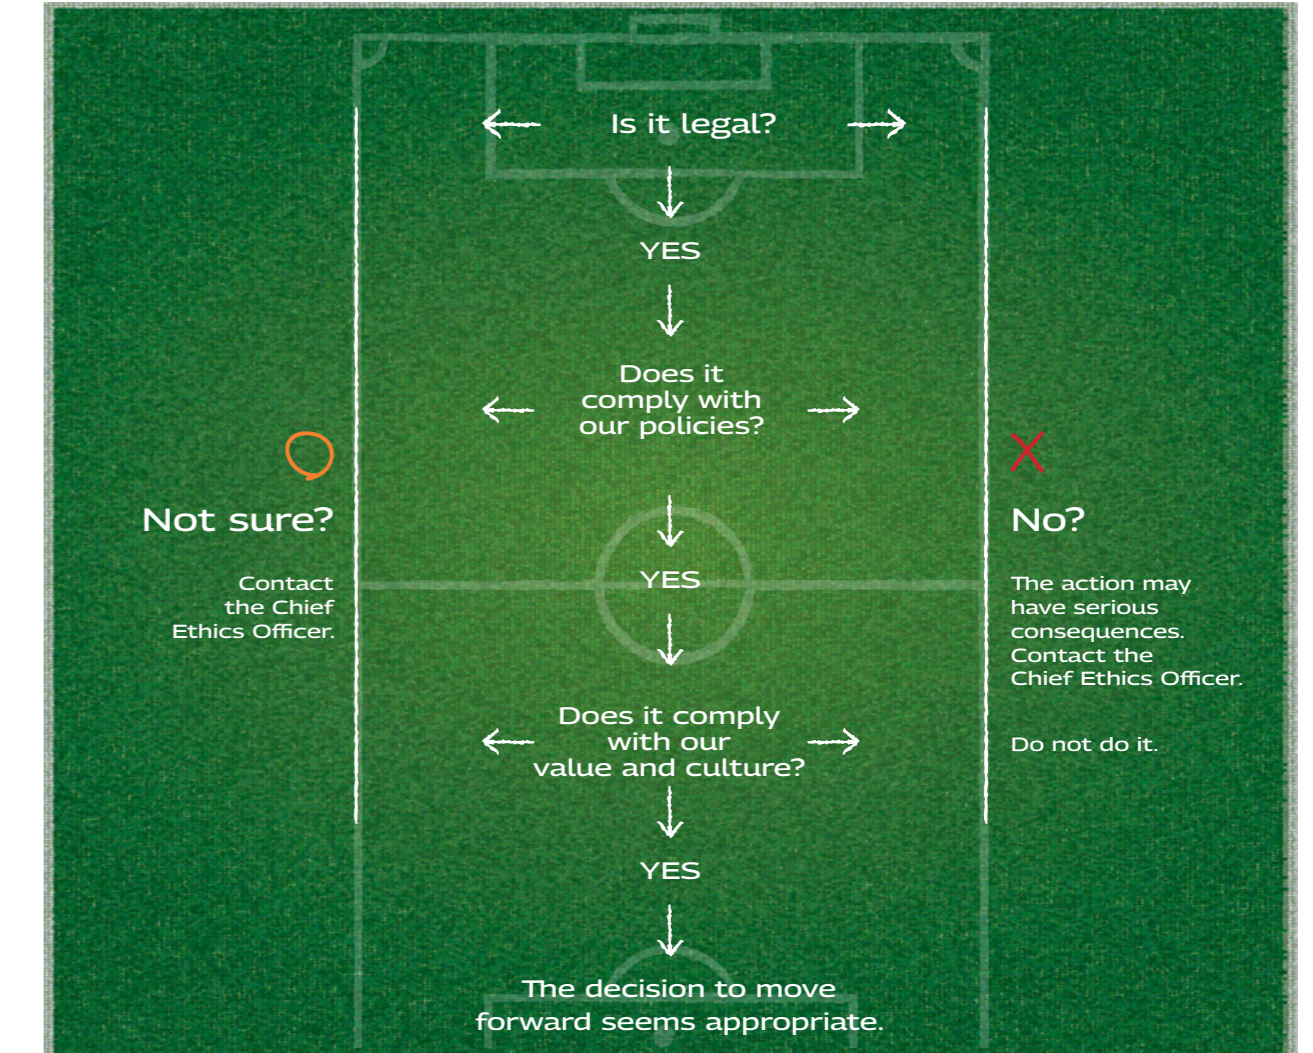 Is it legal?
YES
Does it
comply with
our policies?
Not sure?
Contact
the Chief
Ethics Officer.
No?
The action may
have serious
consequences.
Contact the
Chief Ethics Officer.
Do not do it.
YES
Does it comply
with our
value and culture?
YES
The decision to move
forward seems appropriate.